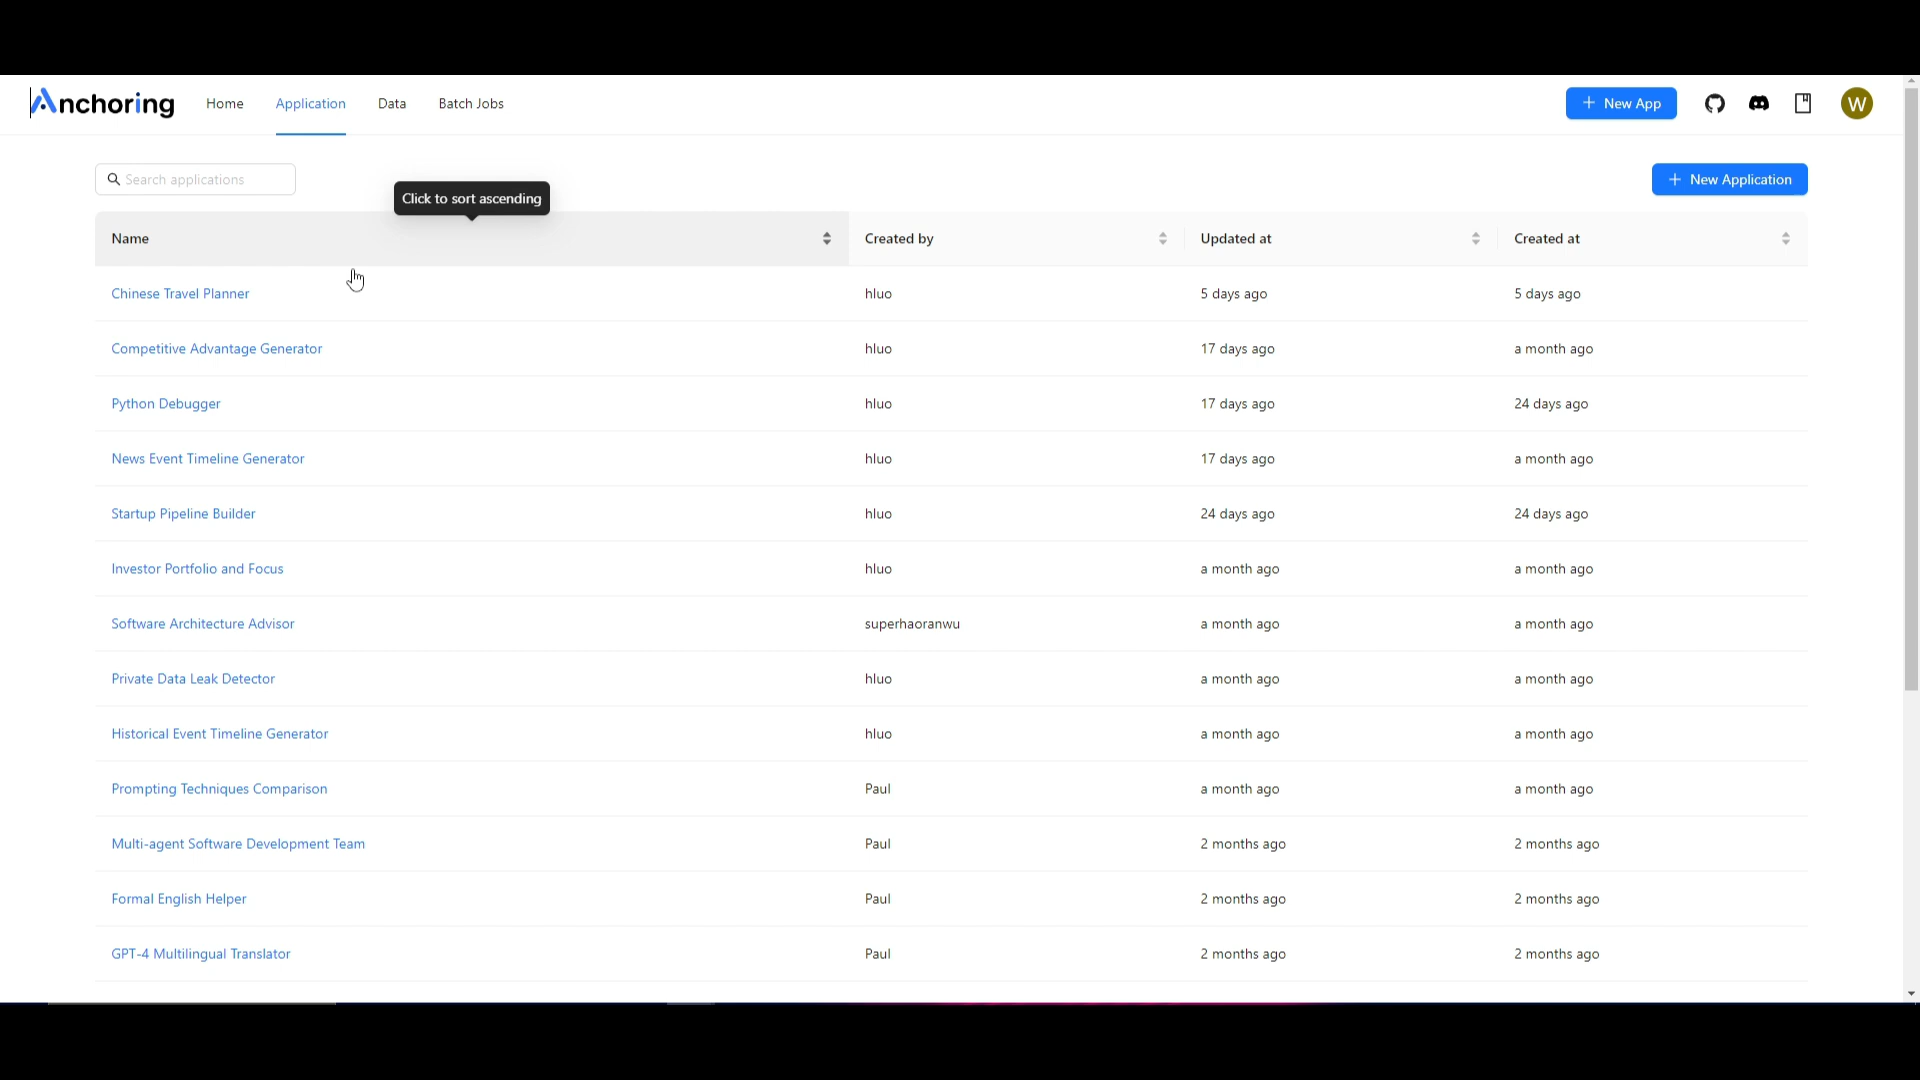 Anchoring Home Application Data Batch Jobs + New App W
Search applications + New Application
Click to sort ascending
Name Created by Updated at Created at
Chinese Travel Planner hluo 5 days ago 5 days ago
Competitive Advantage Generator hluo 17 days ago a month ago
Python Debugger hluo 17 days ago 24 days ago
News Event Timeline Generator hluo 17 days ago a month ago
Startup Pipeline Builder hluo 24 days ago 24 days ago
Investor Portfolio and Focus hluo a month ago a month ago
Software Architecture Advisor superhaoranwu a month ago a month ago
Private Data Leak Detector hluo a month ago a month ago
Historical Event Timeline Generator hluo a month ago a month ago
Prompting Techniques Comparison Paul a month ago a month ago
Multi-agent Software Development Team Paul 2 months ago 2 months ago
Formal English Helper Paul 2 months ago 2 months ago
GPT-4 Multilingual Translator Paul 2 months ago 2 months ago